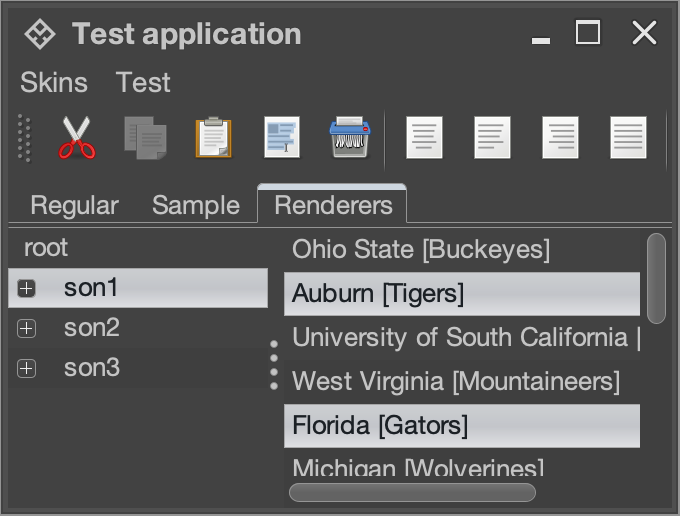 Test application
Skins Test
Regular Sample Renderers
root
son1
son2
son3
Ohio State [Buckeyes]
Auburn [Tigers]
University of South California [
West Virginia [Mountaineers]
Florida [Gators]
Michigan [Wolverines]